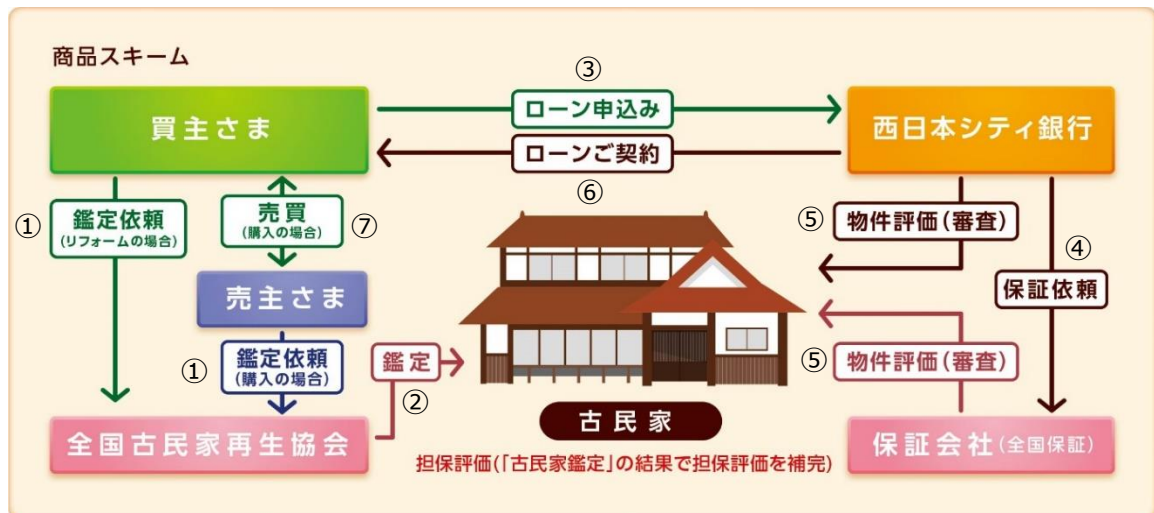 商品スキーム
③
買主さま
ローン申込み
西日本シティ銀行
ローンご契約
⑥
①
鑑定依頼
(リフォームの場合)
売買
(購入の場合)
⑦
⑤
物件評価(審査)
④
保証依頼
売主さま
①
鑑定依頼
(購入の場合)
鑑定
②
⑤
物件評価(審査)
全国古民家再生協会
古民家
保証会社(全国保証)
担保評価(「古民家鑑定」の結果で担保評価を補完)